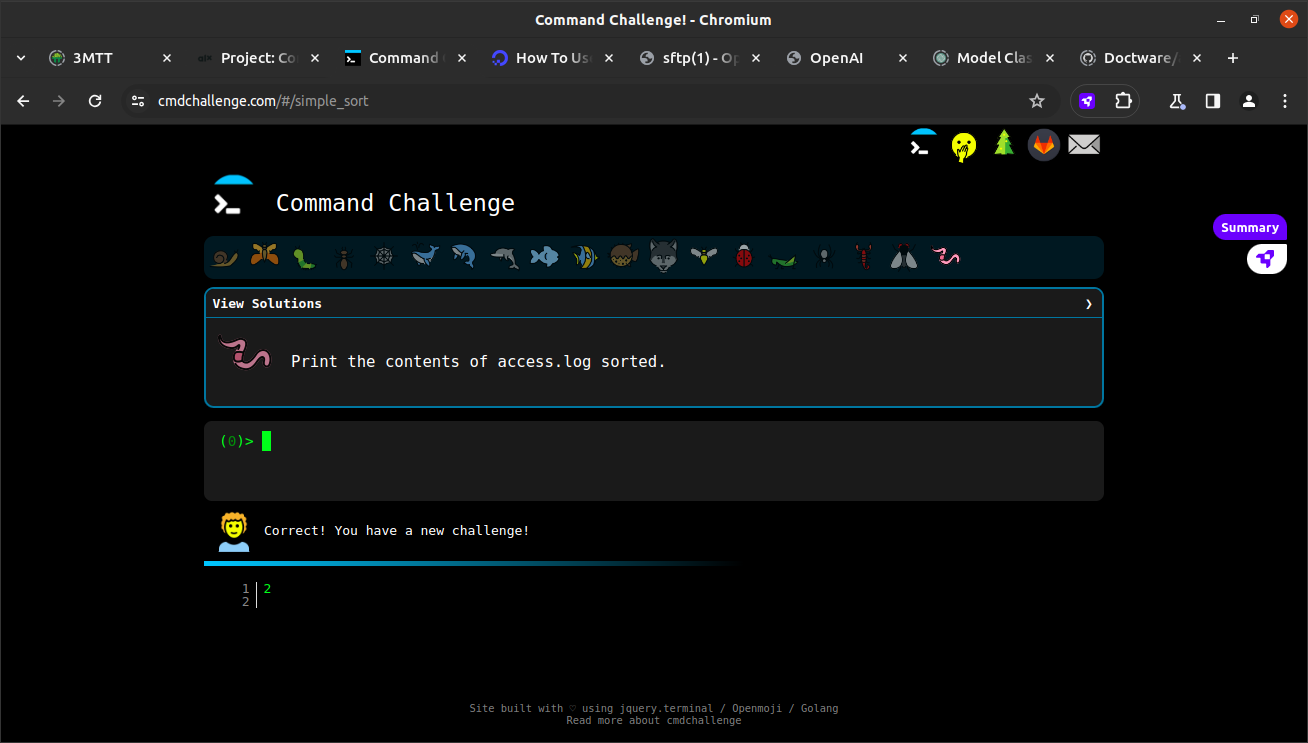 Command Challenge! - Chromium
3MTT
Project: Co
Command
How To Us
sftp(1) - Op
OpenAI
Model Clas
Doctware/
cmdchallenge.com/#/simple_sort
Command Challenge
Summary
View Solutions
Print the contents of access.log sorted.
(0)>
Correct! You have a new challenge!
1 2
2
Site built with ♡ using jquery.terminal / Openmoji / Golang
Read more about cmdchallenge